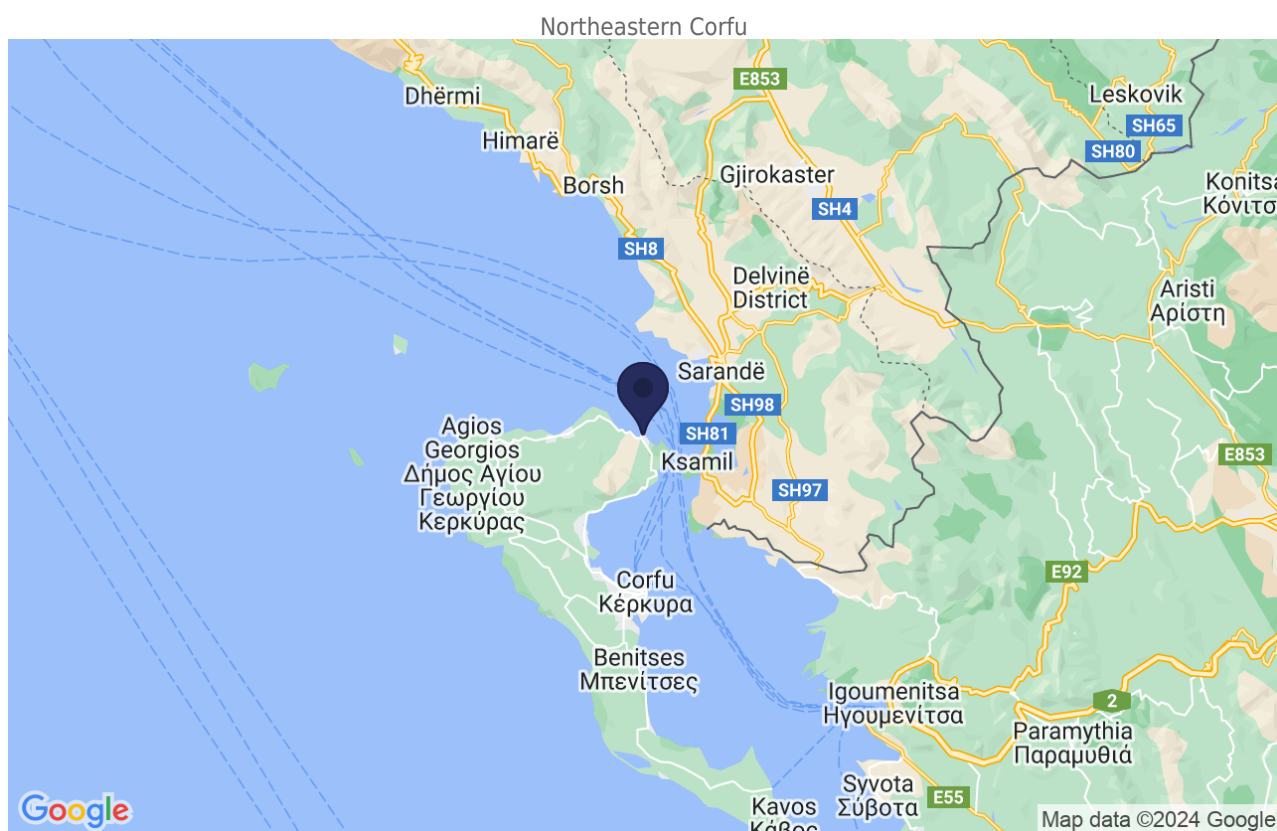 Northeastern Corfu
E853
Leskovik
SH65
SH80
Dhërmi
Himarë
Borsh
Gjirokaster
SH4
Konitsa
Κόνιτσ
SH8
Delvinë
District
Aristi
Αρίστη
Sarandë
SH98
SH81
Agios
Georgios
Δήμος Αγίου
Γεωργίου
Κερκύρας
Ksamil
E853
SH97
E92
Corfu
Κέρκυρα
Benitses
Μπενίτσες
Igoumenitsa
Ηγουμενίτσα
2
Paramythia
Παραμυθιά
Syvota
Σύβοτα
E55
Kavos
Κάβος
Google
Map data ©2024 Google